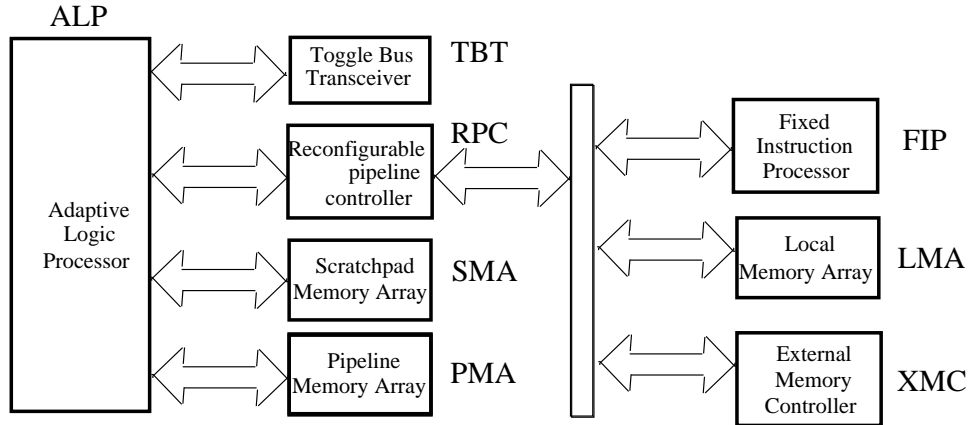 ALP
Adaptive
Logic
Processor
Toggle Bus
Transceiver
TBT
Reconfigurable
pipeline
controller
RPC
Scratchpad
Memory Array
SMA
Pipeline
Memory Array
PMA
Fixed
Instruction
Processor
FIP
Local
Memory Array
LMA
External
Memory
Controller
XMC